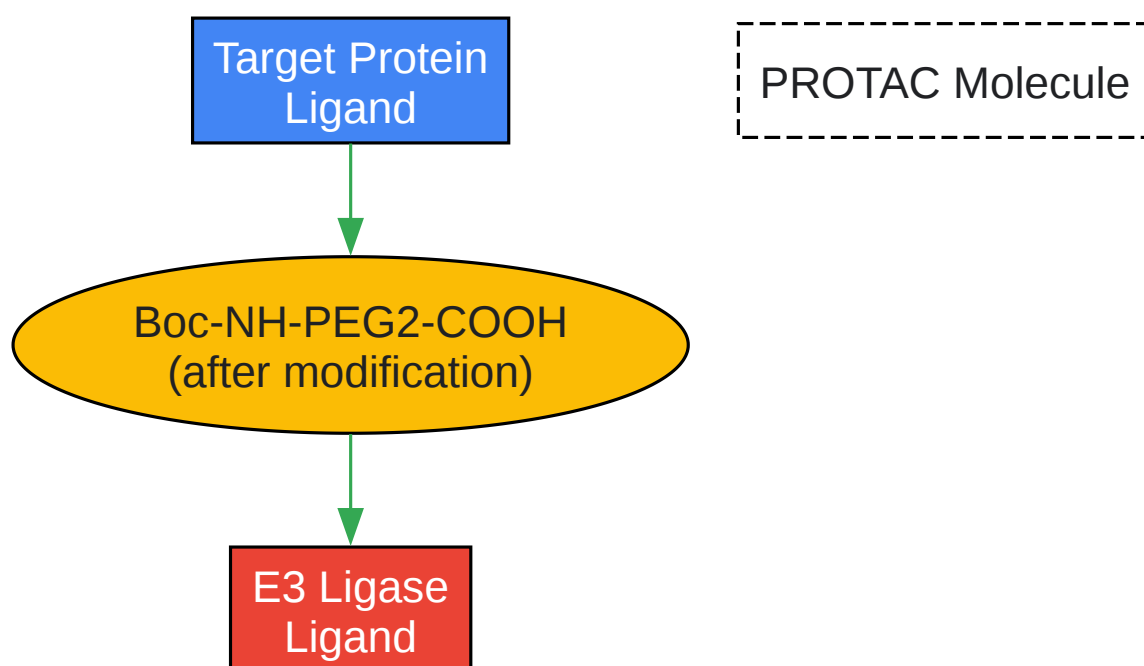 Target Protein
Ligand
PROTAC Molecule
Boc-NH-PEG2-COOH
(after modification)
E3 Ligase
Ligand